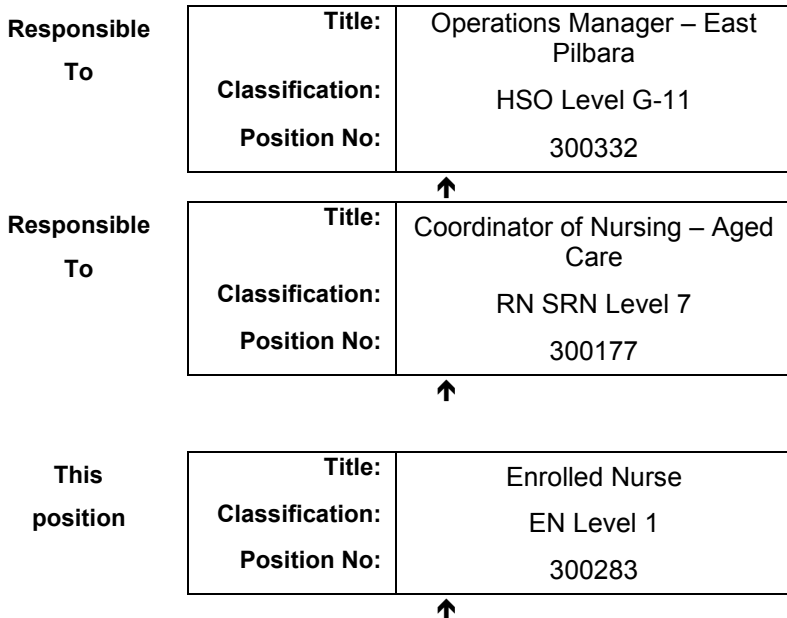 Responsible
To
Title: Operations Manager – East
Pilbara
Classification: HSO Level G-11
Position No: 300332
↑
Responsible
To
Title: Coordinator of Nursing – Aged
Care
Classification: RN SRN Level 7
Position No: 300177
↑
This
position
Title: Enrolled Nurse
Classification: EN Level 1
Position No: 300283
↑